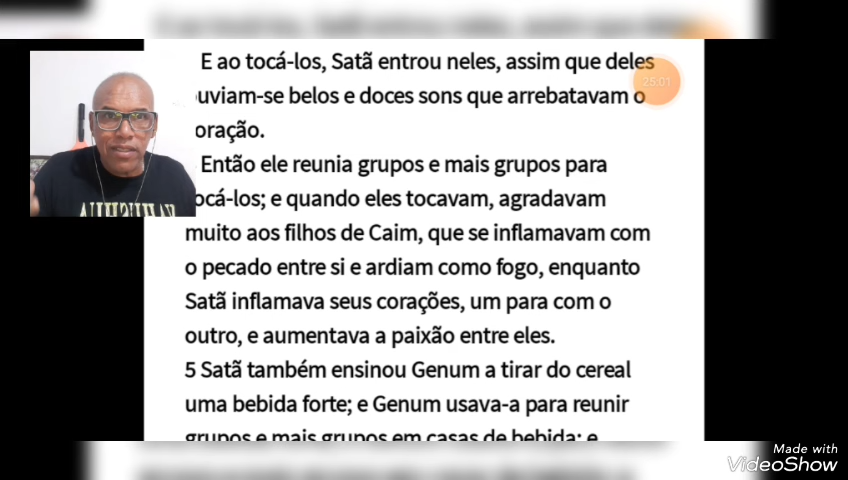 E ao tocá-los, Satã entrou neles, assim que deles
ouviam-se belos e doces sons que arrebatavam o
coração.
Então ele reunia grupos e mais grupos para
tocá-los; e quando eles tocavam, agradavam
muito aos filhos de Caim, que se inflamavam com
o pecado entre si e ardiam como fogo, enquanto
Satã inflamava seus corações, um para com o
outro, e aumentava a paixão entre eles.
5 Satã também ensinou Genum a tirar do cereal
uma bebida forte; e Genum usava-a para reunir
grupos e mais grupos em casas de bebida; e
25:01
Made with
VideoShow